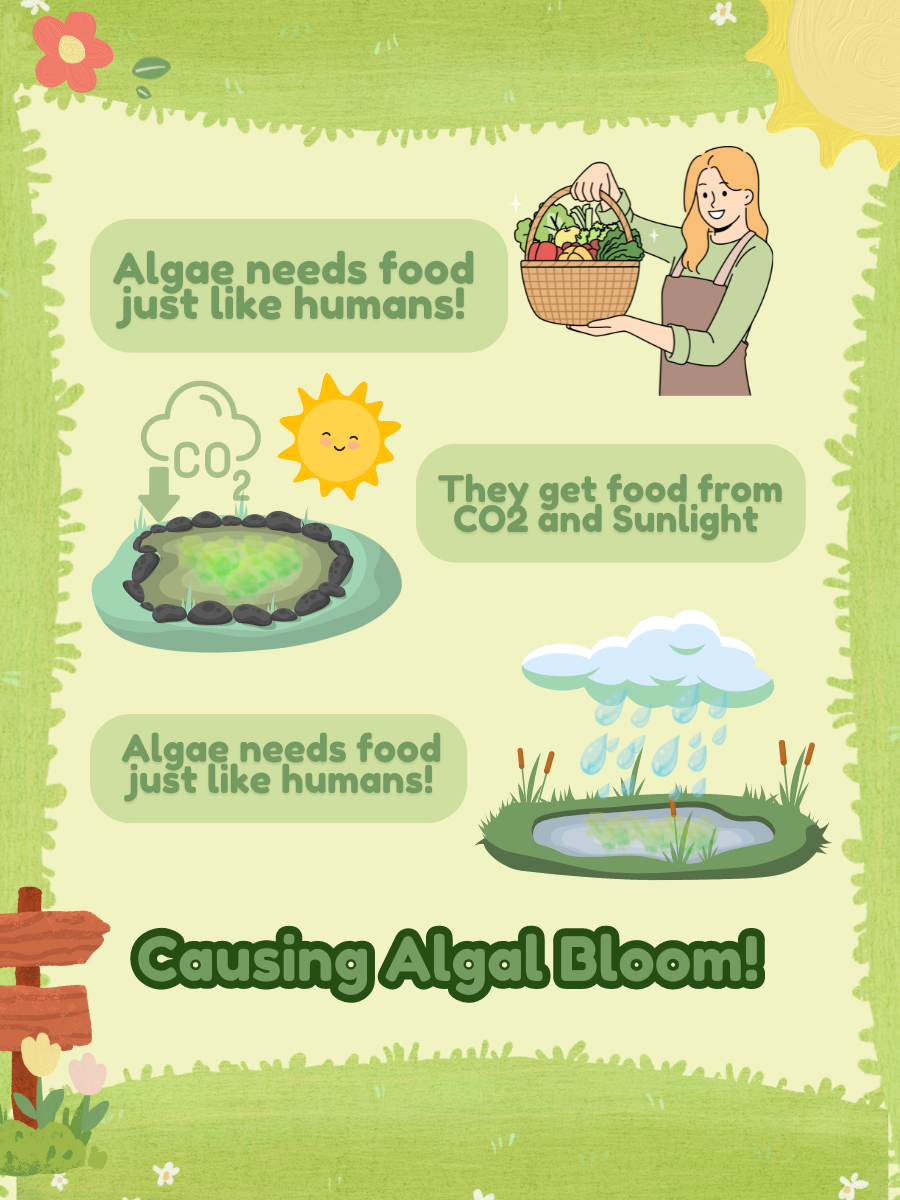 Algae needs food
just like humans!
CO2
They get food from
CO2 and Sunlight
Algae needs food
just like humans!
Causing Algal Bloom!